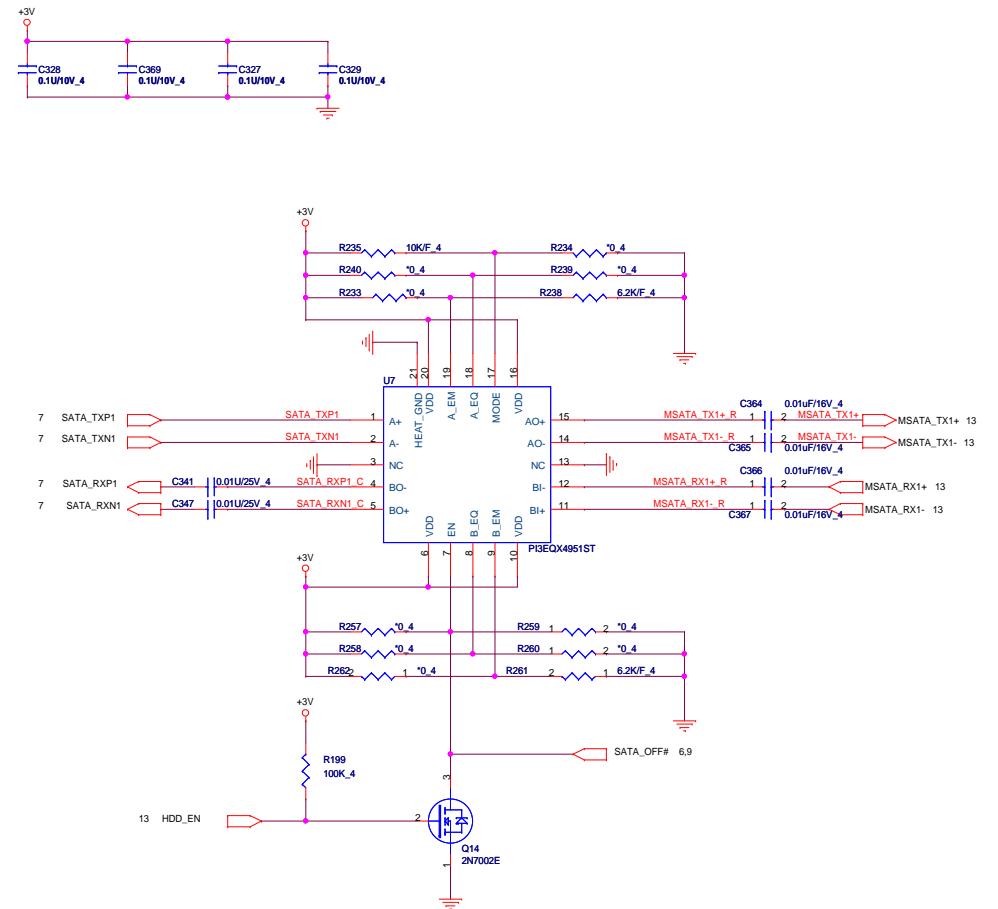 +3V
C328 C369 C327 C329
0.1U/10V_4 0.1U/10V_4 0.1U/10V_4 0.1U/10V_4
+3V
R235 10K/F_4 R234 *0_4
R240 *0_4 R239 *0_4
R233 *0_4 R238 6.2K/F_4
21 20 19 18 17 16
U7
HEAT_GND VDD A_EM A_EQ MODE VDD
C364 0.01uF/16V_4
7 SATA_TXP1 SATA_TXP1 1 A+ AO+ 15 MSATA_TX1+_R 1 2 MSATA_TX1+ MSATA_TX1+ 13
7 SATA_TXN1 SATA_TXN1 2 A- AO- 14 MSATA_TX1-_R 1 2 MSATA_TX1- MSATA_TX1- 13
C365 0.01uF/16V_4
3 NC NC 13
C366 0.01uF/16V_4
7 SATA_RXP1 C341 0.01U/25V_4 SATA_RXP1_C 4 BO- BI- 12 MSATA_RX1+_R 1 2 MSATA_RX1+ 13
7 SATA_RXN1 C347 0.01U/25V_4 SATA_RXN1_C 5 BO+ BI+ 11 MSATA_RX1-_R 1 2 MSATA_RX1- 13
C367 0.01uF/16V_4
VDD EN B_EQ B_EM VDD
6 7 8 9 10
PI3EQX4951ST
+3V
R257 *0_4 R259 1 2 *0_4
R258 *0_4 R260 1 2 *0_4
R262 2 1 *0_4 R261 2 1 6.2K/F_4
+3V
R199
100K_4
SATA_OFF# 6,9
3
13 HDD_EN 2
Q14
2N7002E
1